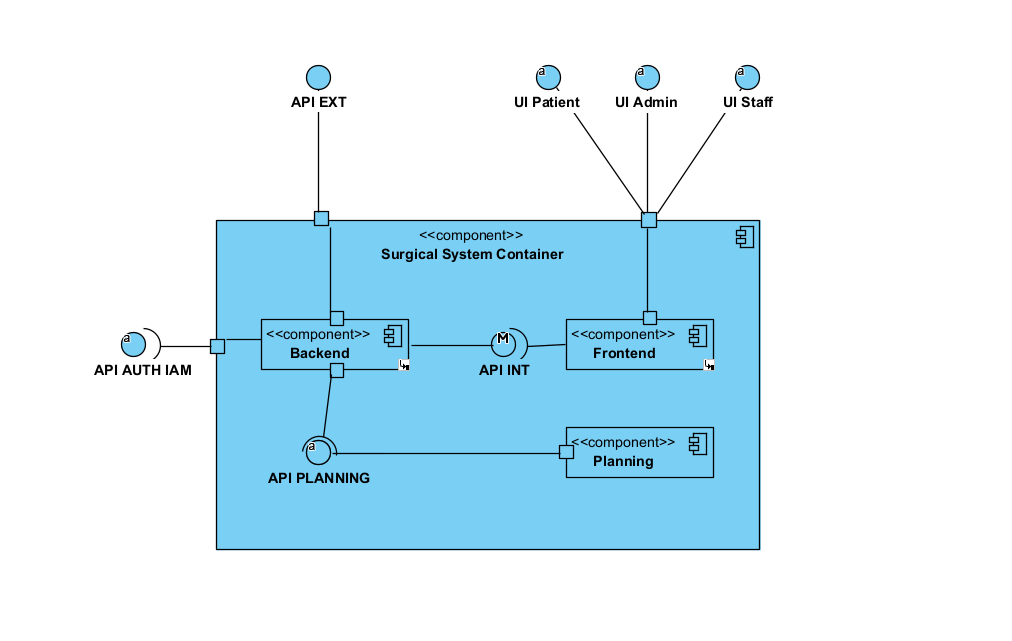 a
a
a
API EXT
UI Patient
UI Admin
UI Staff
<<component>>
Surgical System Container
a
API AUTH IAM
<<component>>
Backend
M
API INT
<<component>>
Frontend
a
API PLANNING
<<component>>
Planning